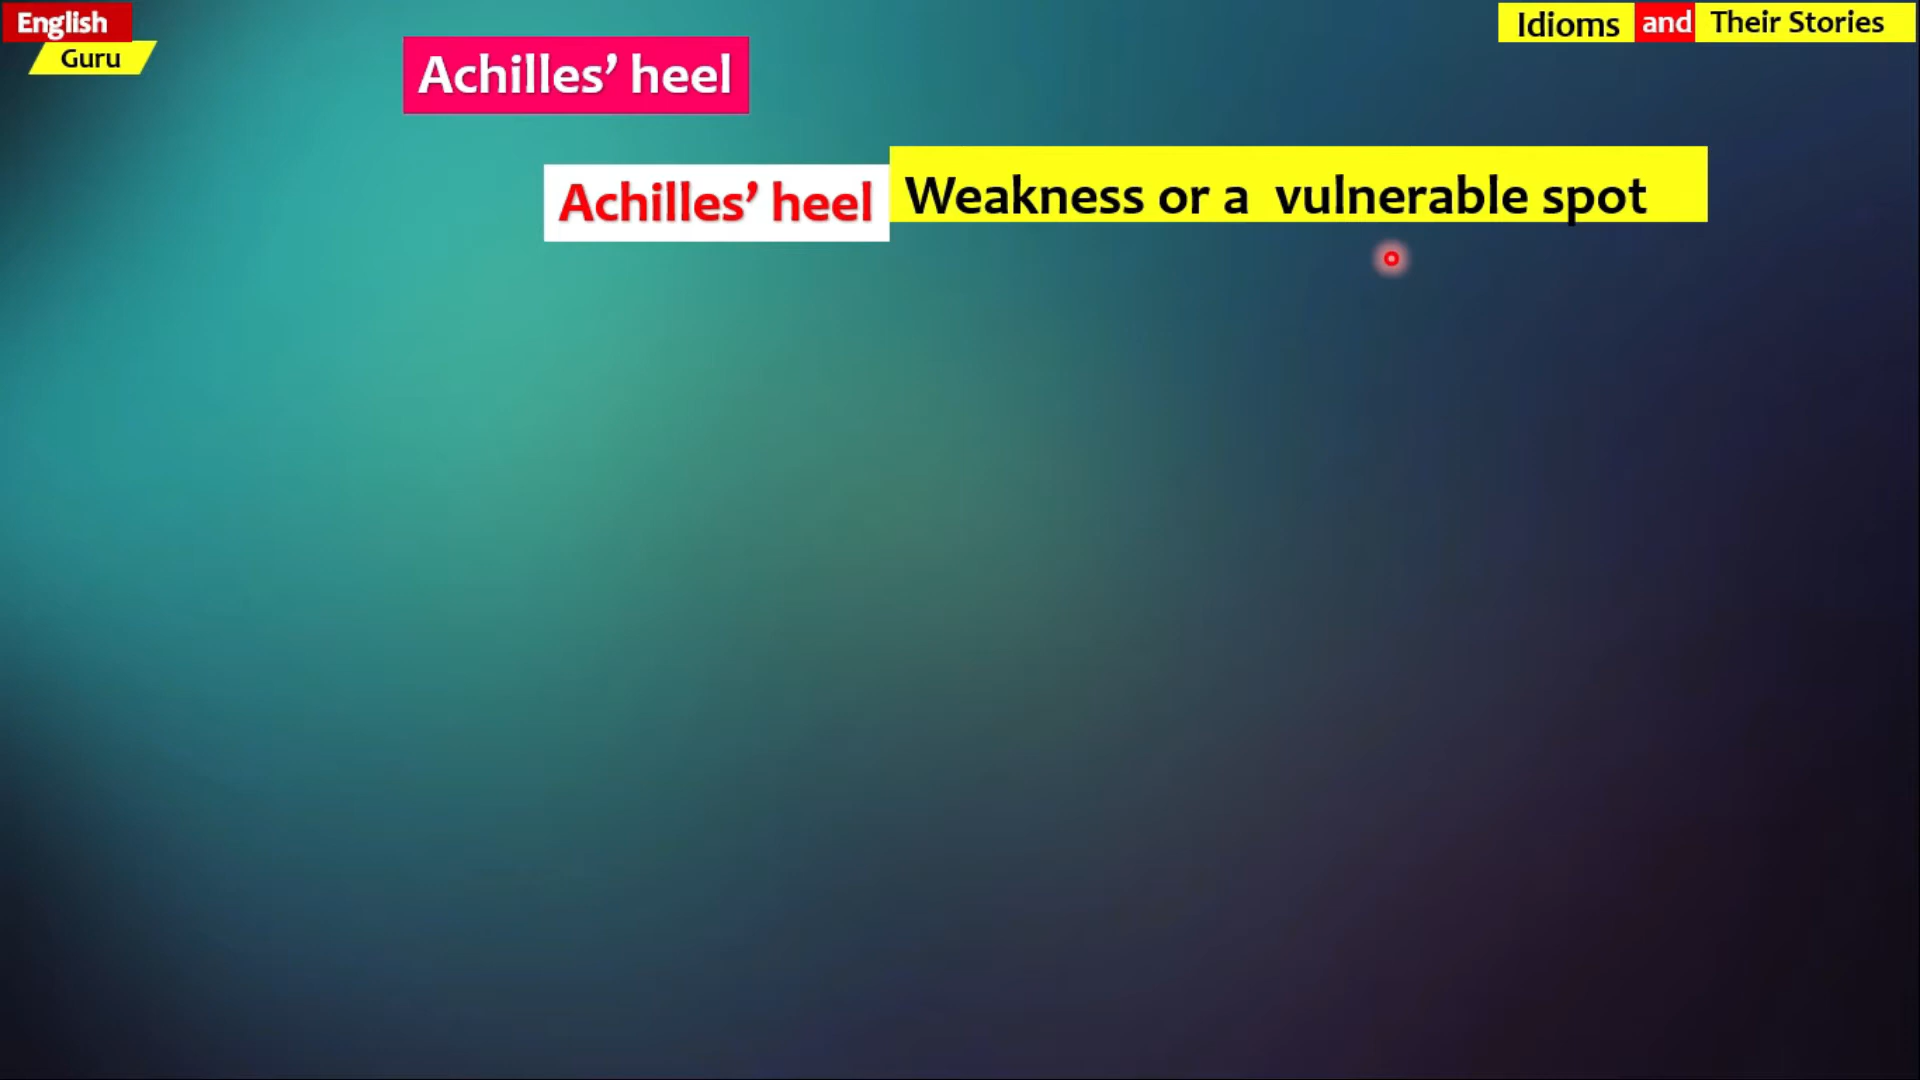 English
Guru
Idioms and Their Stories
Achilles’ heel
Achilles’ heel Weakness or a vulnerable spot